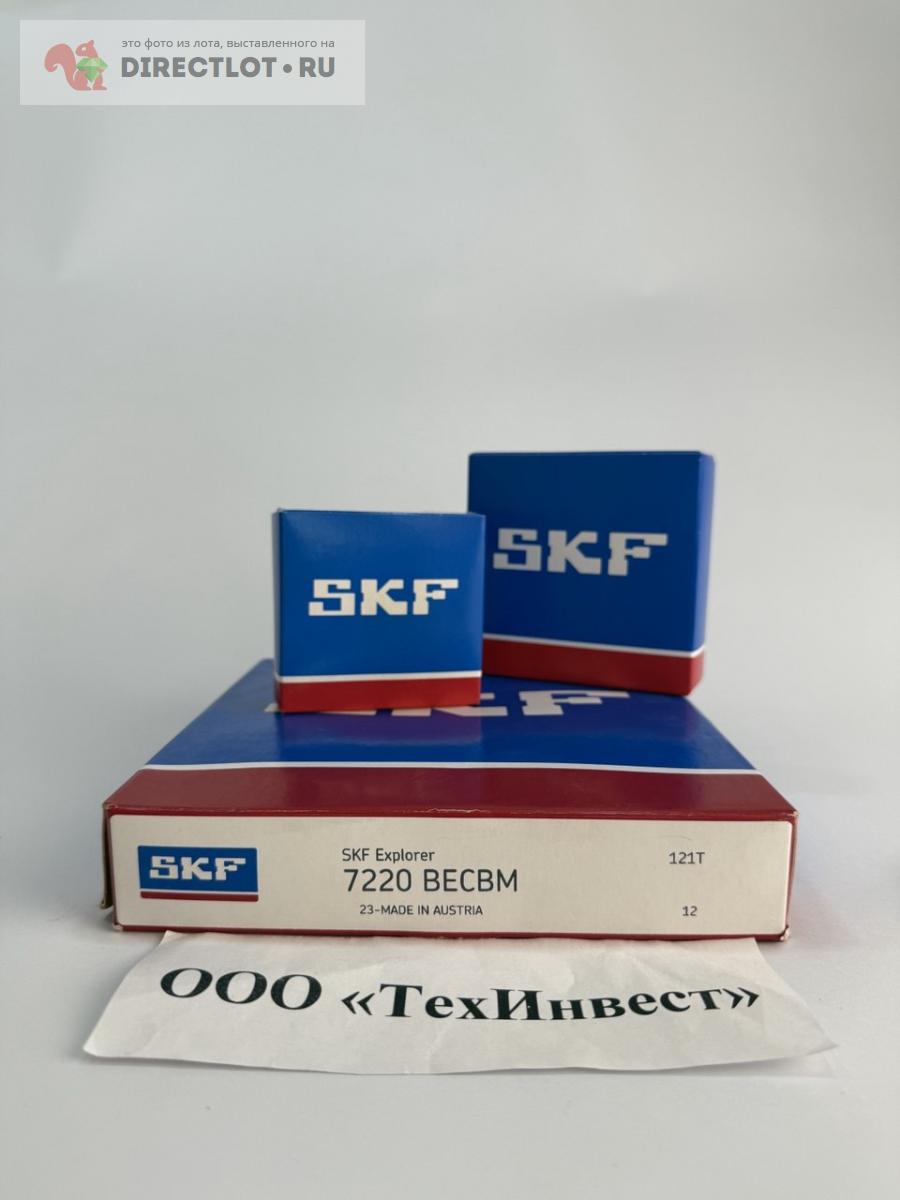 это фото из лота, выставленного на
DIRECTLOT•RU
SKF
SKF
SKF
SKF
SKF Explorer
7220 BECBM
23-MADE IN AUSTRIA
121T
12
ООО «ТехИнвест»